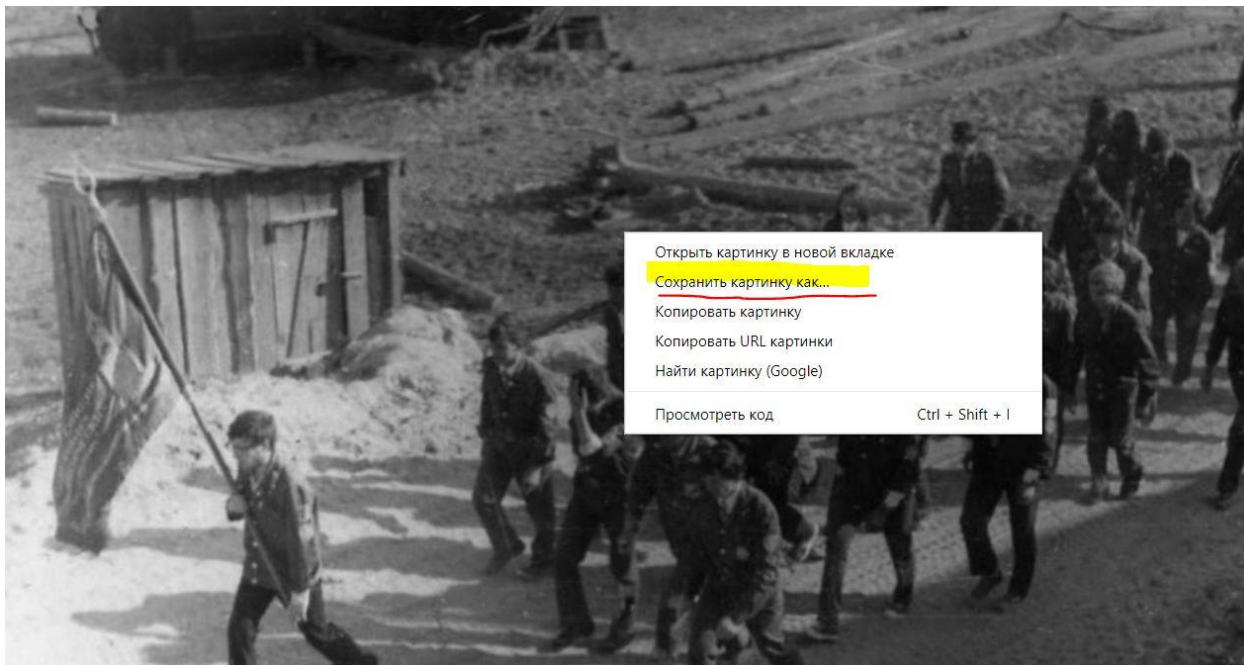 Открыть картинку в новой вкладке
Сохранить картинку как...
Копировать картинку
Копировать URL картинки
Найти картинку (Google)
Просмотреть код Ctrl + Shift + I